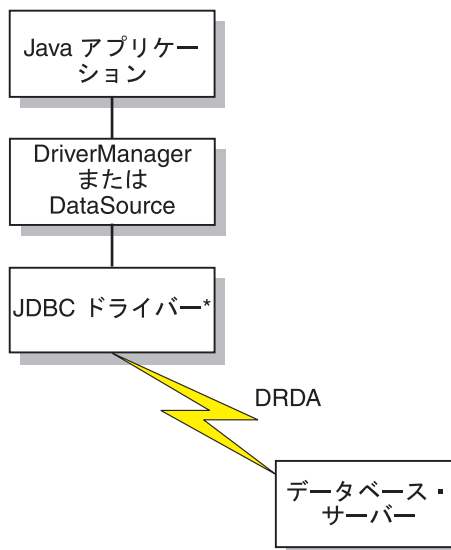 Java アプリケー
ション
DriverManager
または
DataSource
JDBC ドライバー*
DRDA
データベース・
サーバー